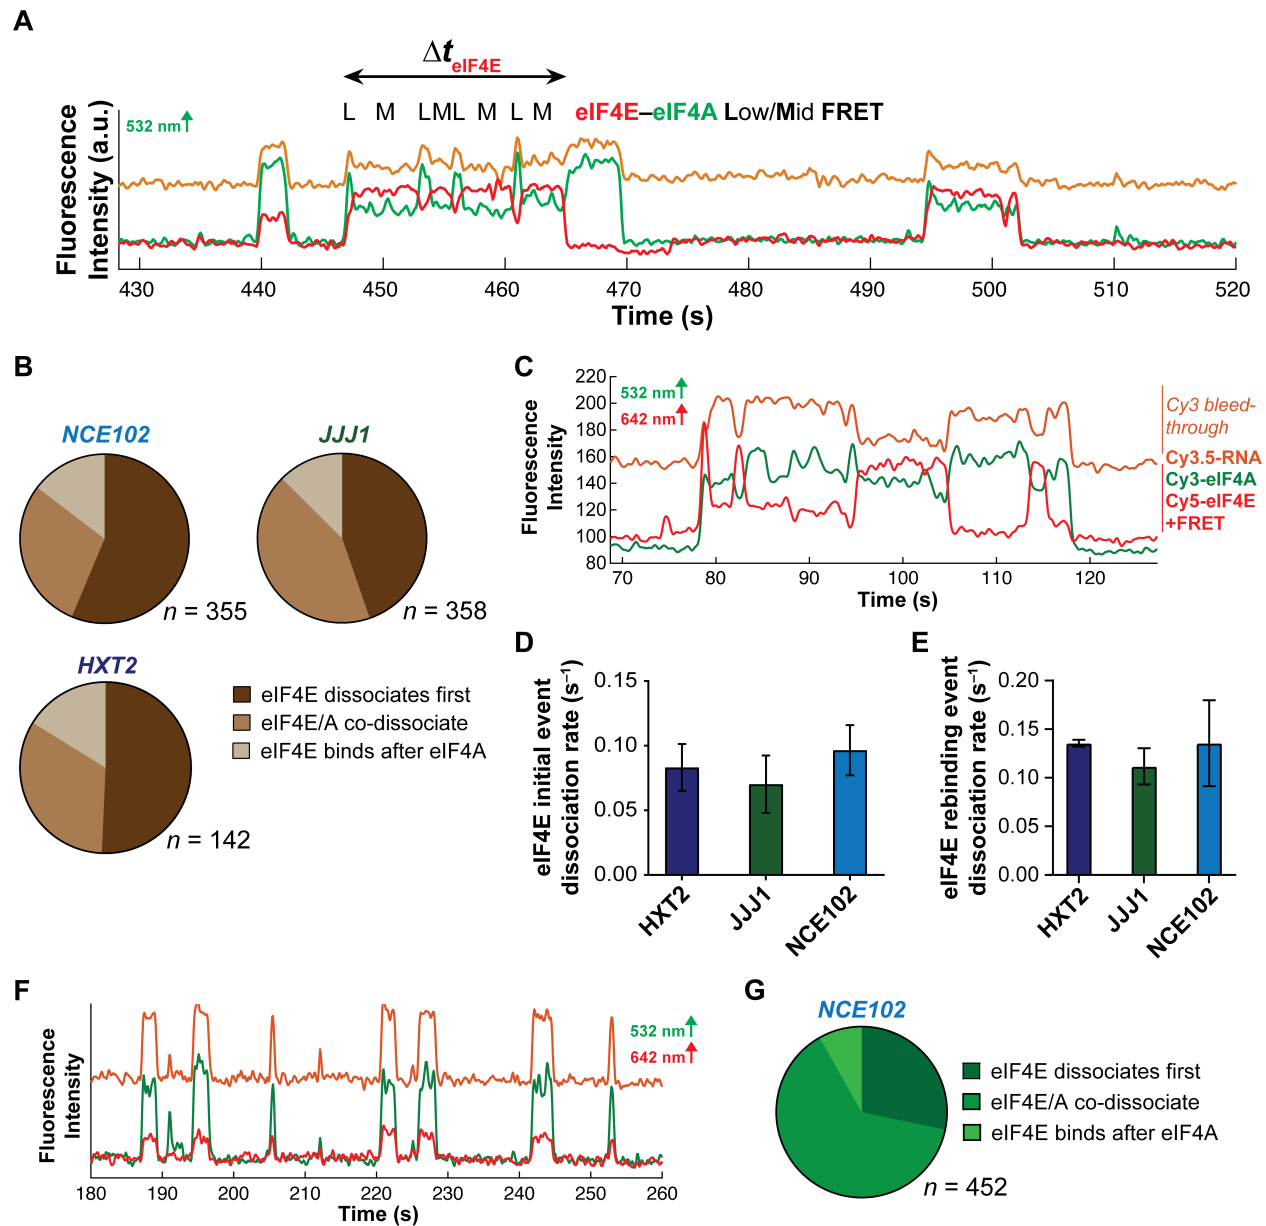 A
Δt eIF4E
L M LML M L M eIF4E–eIF4A Low/Mid FRET
532 nm
Fluorescence
Intensity (a.u.)
430 440 450 460 470 480 490 500 510 520
Time (s)
B
NCE102
n = 355
JJJ1
n = 358
HXT2
n = 142
eIF4E dissociates first
eIF4E/A co-dissociate
eIF4E binds after eIF4A
C
Fluorescence
Intensity
220
200
180
160
140
120
100
80
532 nm
642 nm
Cy3 bleed-
through
Cy3.5-RNA
Cy3-eIF4A
Cy5-eIF4E
+FRET
70 80 90 100 110 120
Time (s)
D
eIF4E initial event
dissociation rate (s⁻¹)
0.15
0.10
0.05
0.00
HXT2
JJJ1
NCE102
E
eIF4E rebinding event
dissociation rate (s⁻¹)
0.20
0.15
0.10
0.05
0.00
HXT2
JJJ1
NCE102
F
Fluorescence
Intensity
532 nm
642 nm
180 190 200 210 220 230 240 250 260
Time (s)
G
NCE102
n = 452
eIF4E dissociates first
eIF4E/A co-dissociate
eIF4E binds after eIF4A